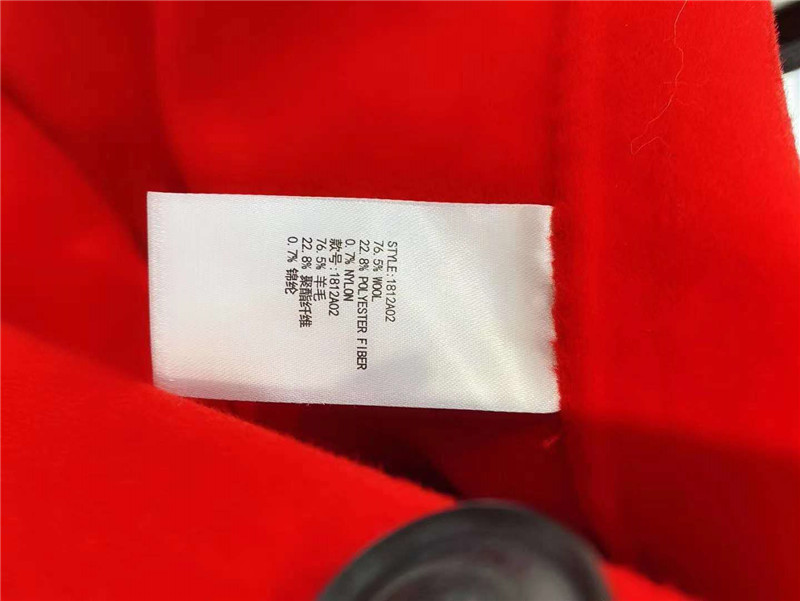 STYLE:1812A02
76.5% WOOL
22.8% POLYESTER FIBER
0.7% NYLON
款号:1812A02
76.5% 羊毛
22.8% 聚酯纤维
0.7% 锦纶